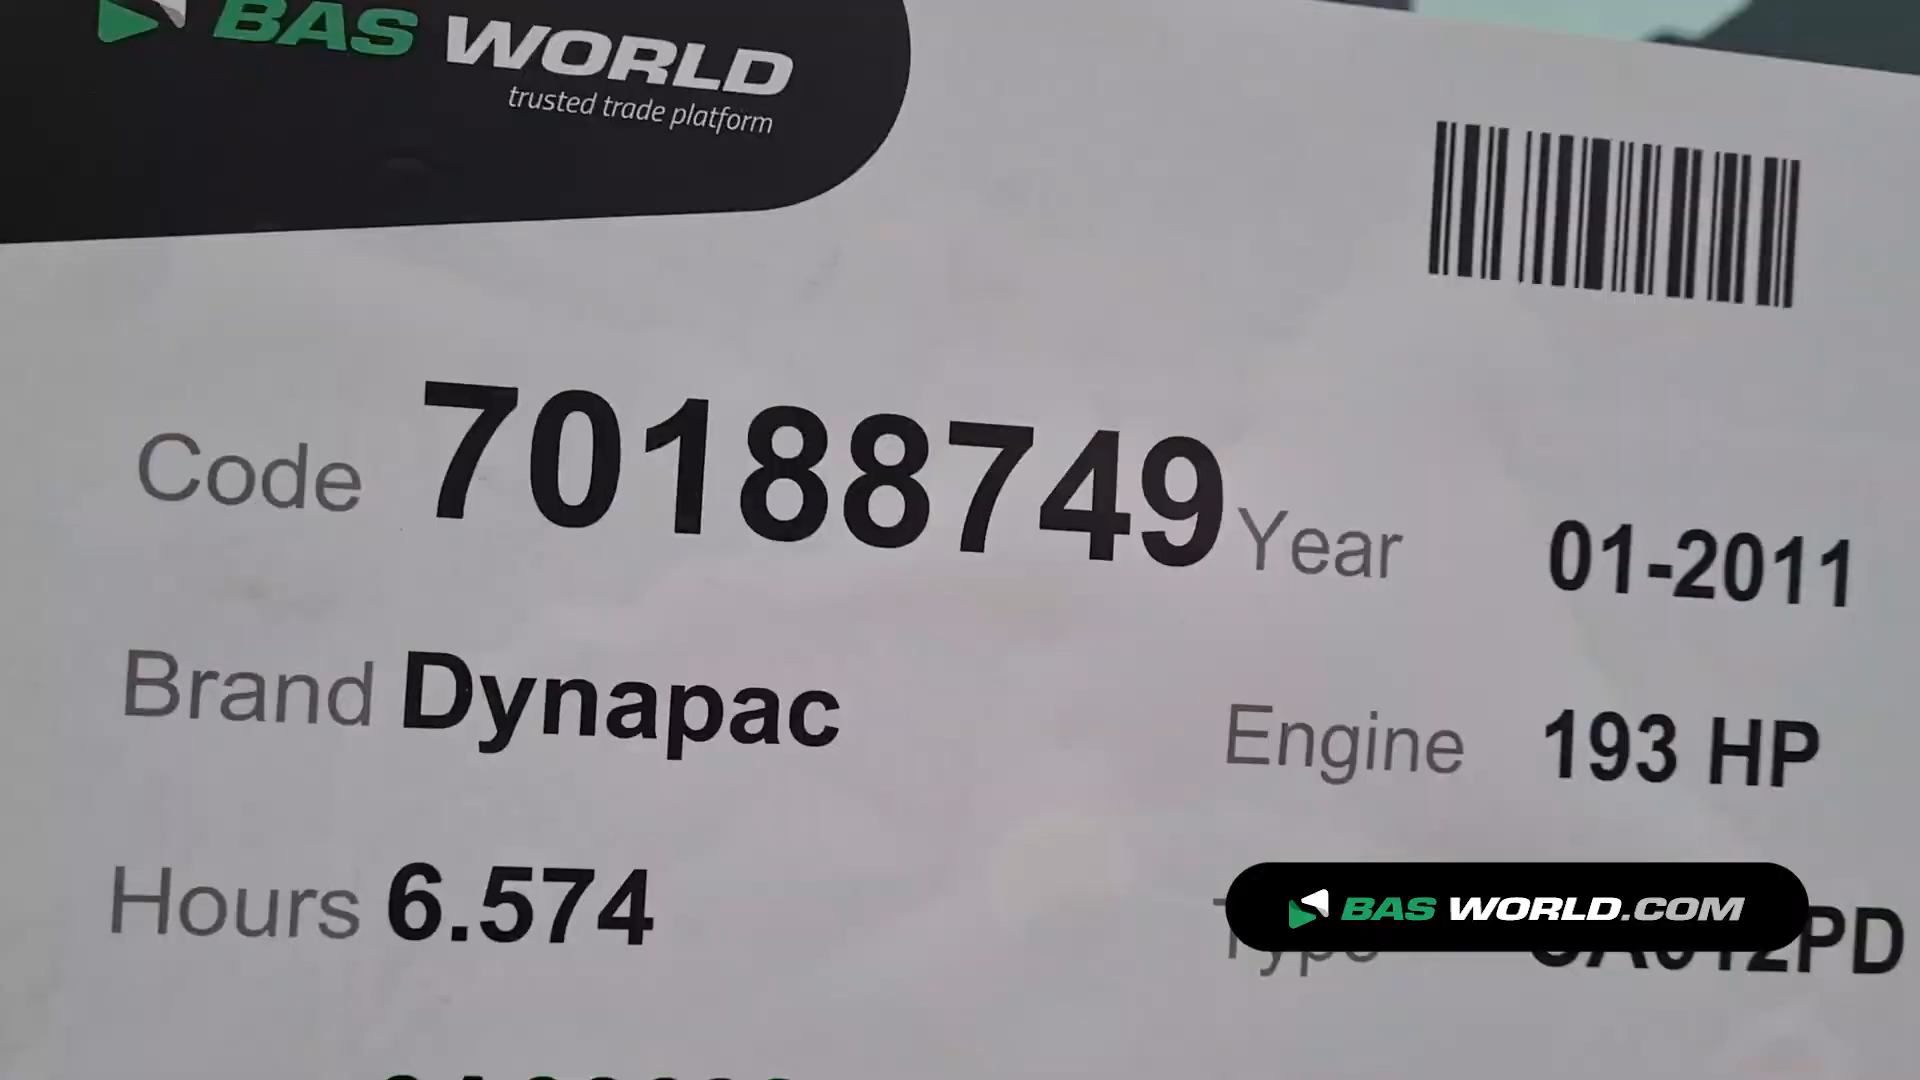 BAS WORLD
trusted trade platform
Code 70188749 Year 01-2011
Brand Dynapac
Engine 193 HP
Hours 6.574
BAS WORLD.COM
Type